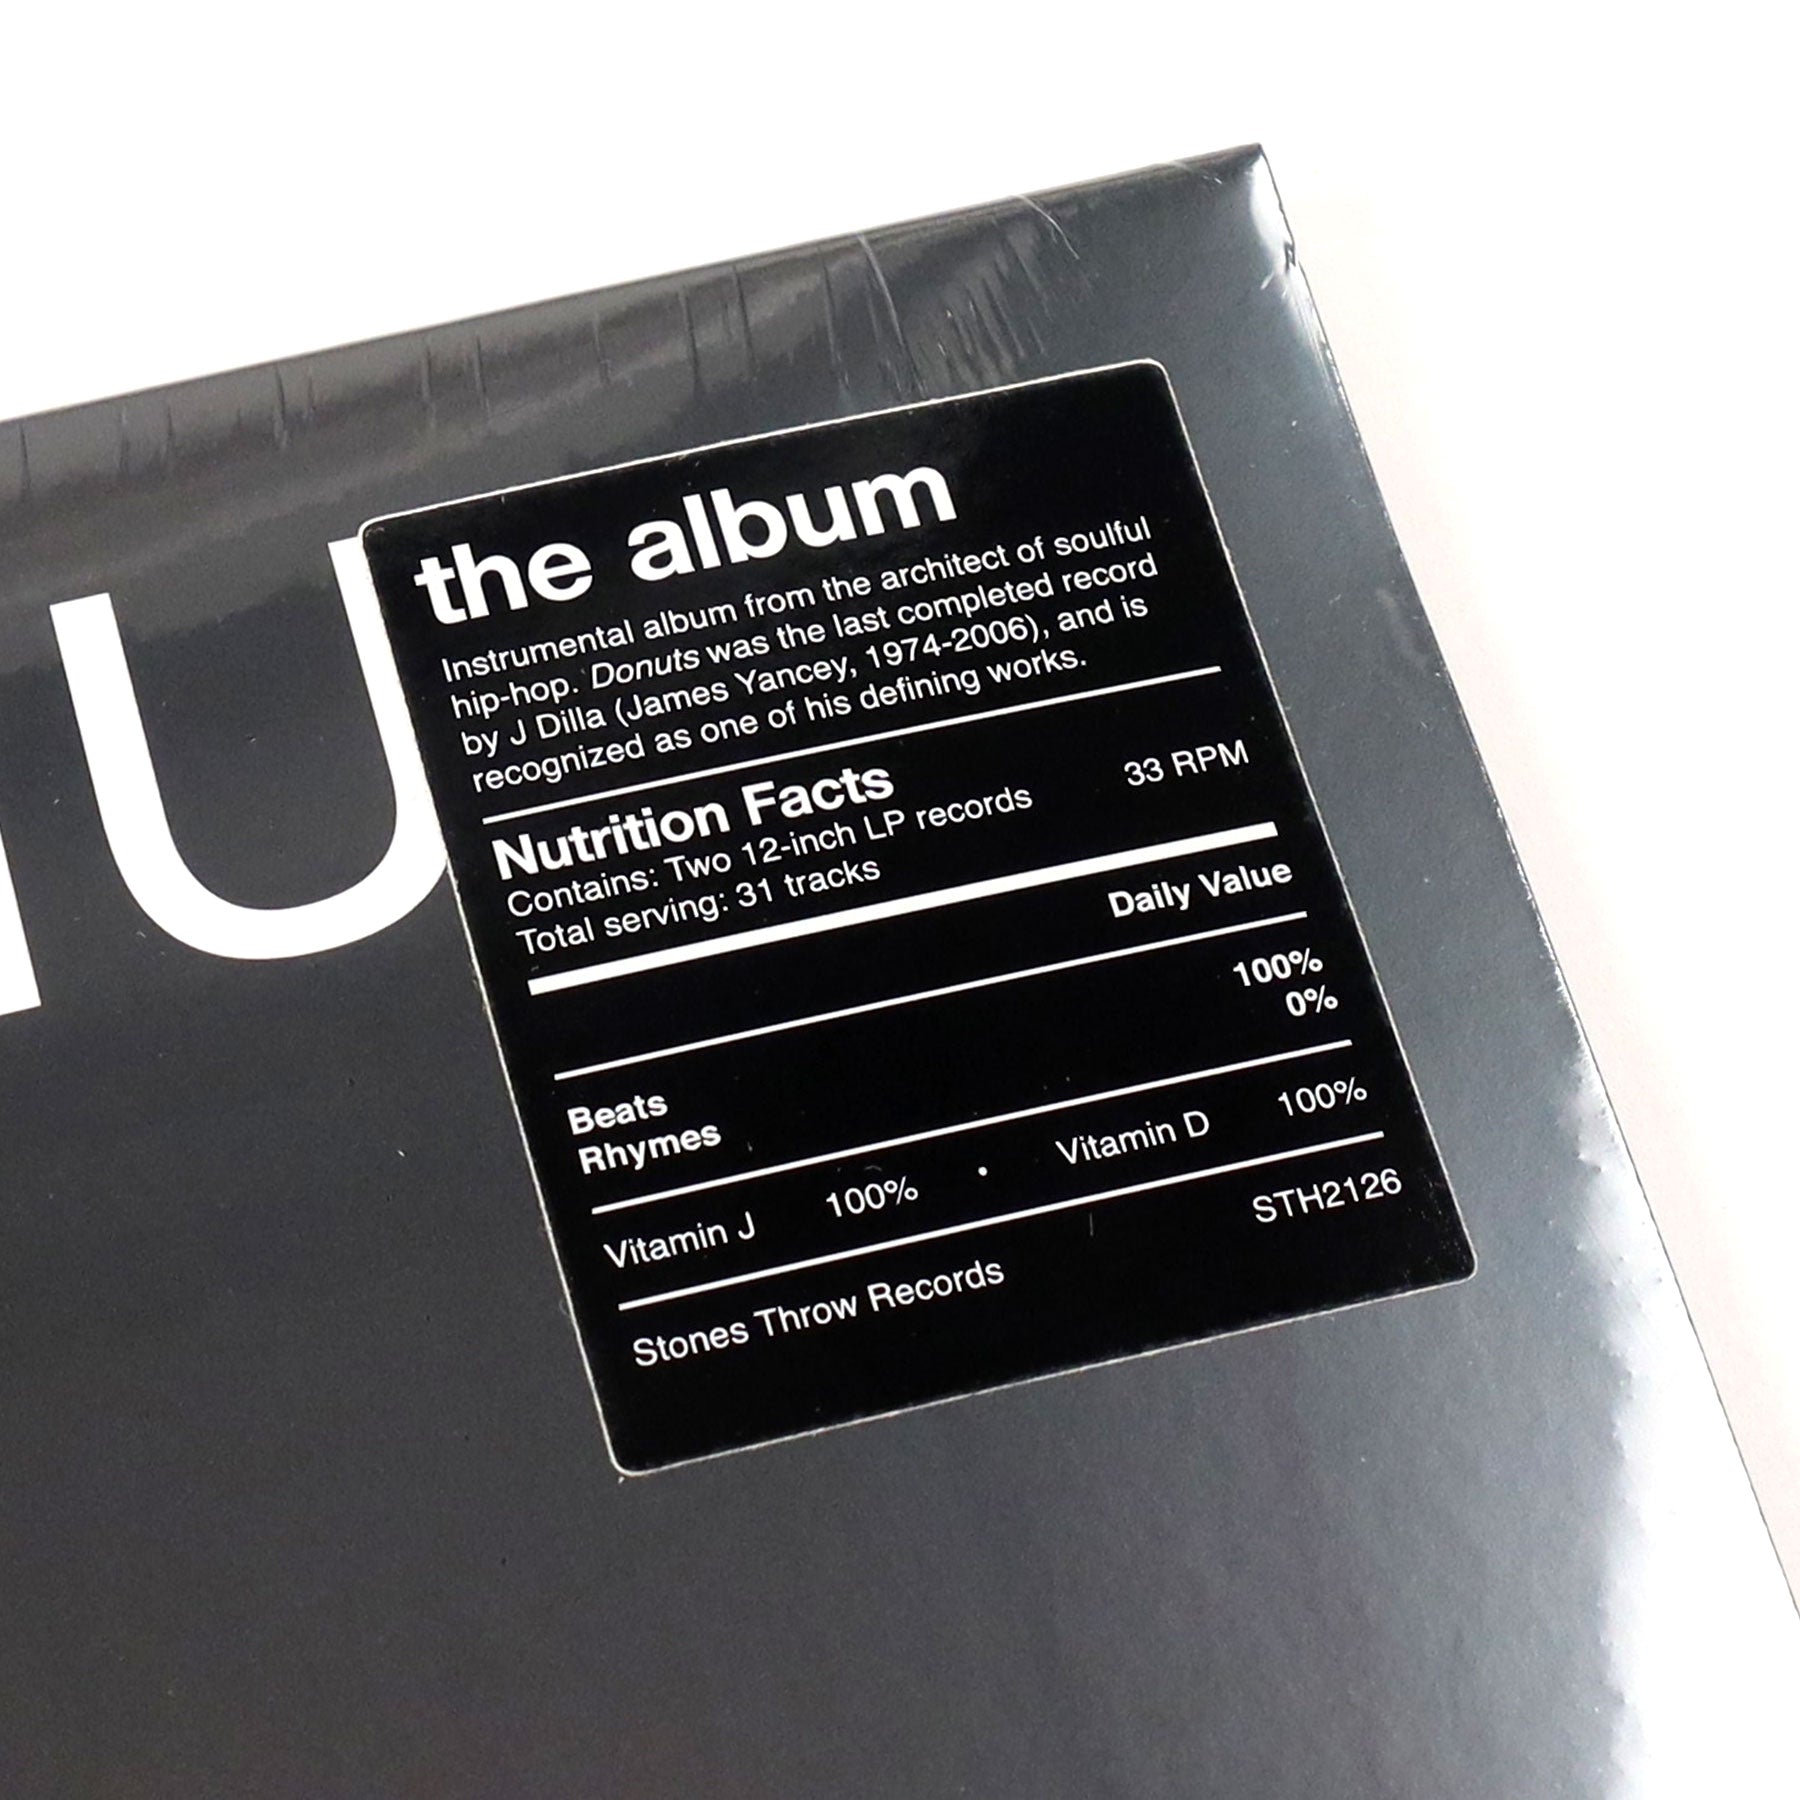 U
the album
Instrumental album from the architect of soulful
hip-hop. Donuts was the last completed record
by J Dilla (James Yancey, 1974-2006), and is
recognized as one of his defining works.
Nutrition Facts
Contains: Two 12-inch LP records 33 RPM
Total serving: 31 tracks
Daily Value
Beats 100%
Rhymes 0%
Vitamin J 100% • Vitamin D 100%
Stones Throw Records STH2126